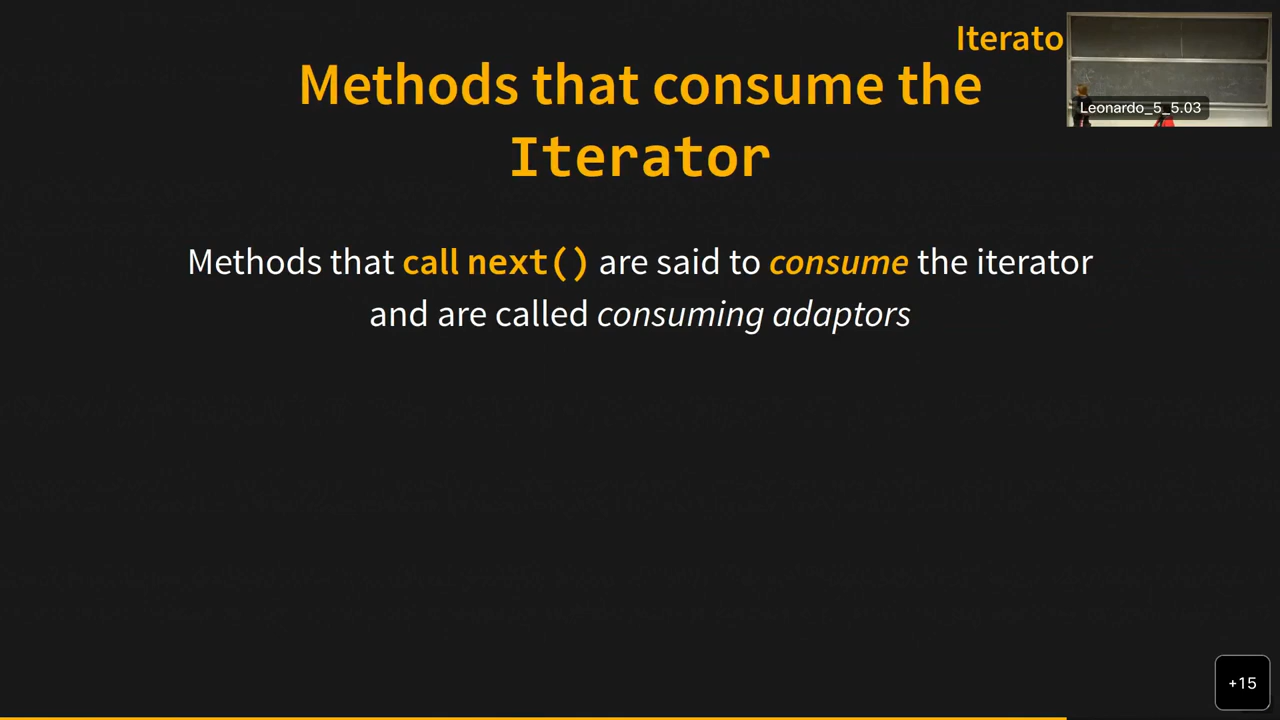 Iterato
Methods that consume the
Iterator
Leonardo_5_5.03
Methods that call next() are said to consume the iterator
and are called consuming adaptors
+15